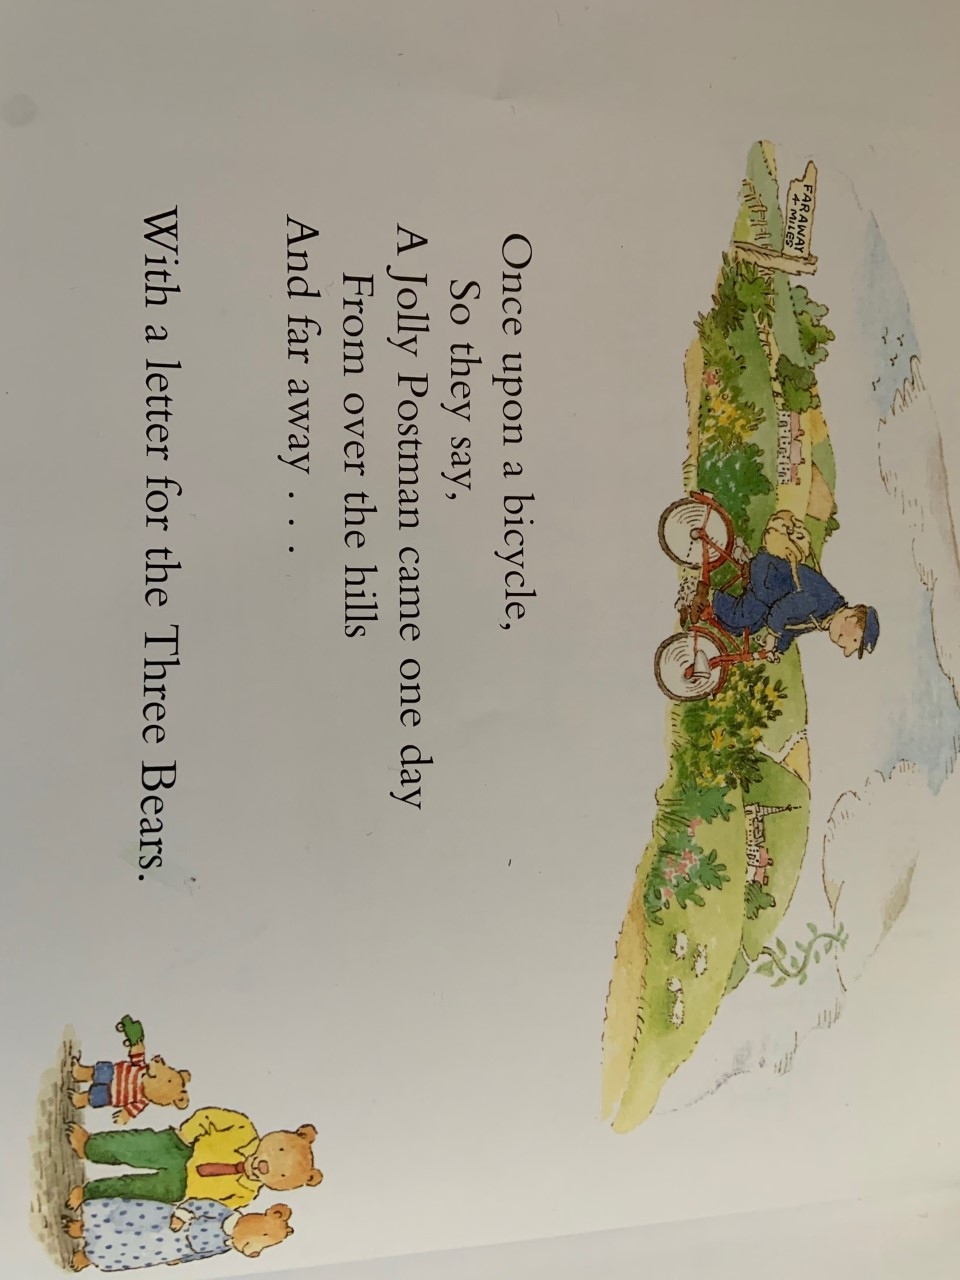 FARAWAY
4 MILES
Once upon a bicycle,
So they say,
A Jolly Postman came one day
From over the hills
And far away . . .
With a letter for the Three Bears.